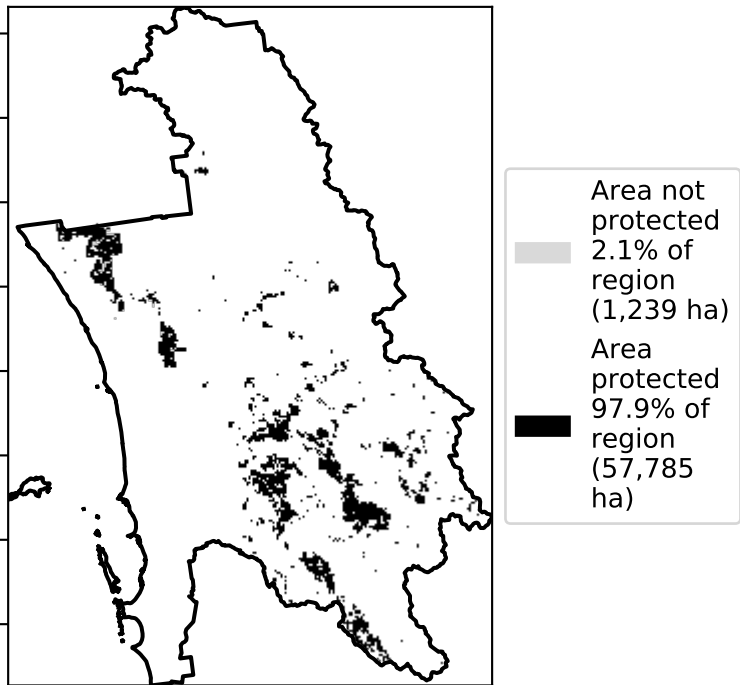 Area not
protected
2.1% of
region
(1,239 ha)
Area
protected
97.9% of
region
(57,785
ha)